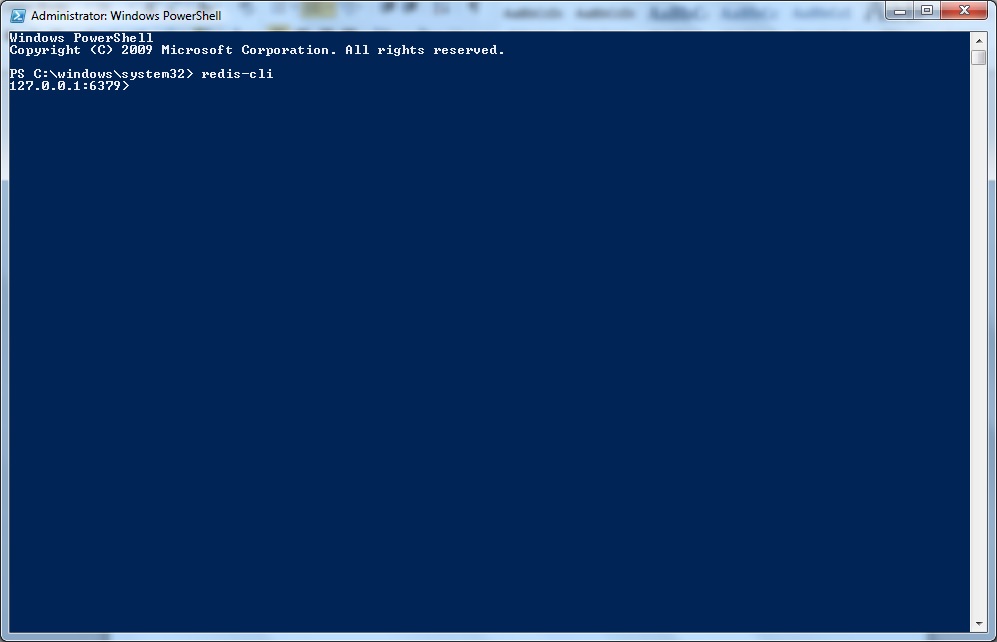 Administrator: Windows PowerShell
Windows PowerShell
Copyright (C) 2009 Microsoft Corporation. All rights reserved.
PS C:\windows\system32> redis-cli
127.0.0.1:6379>